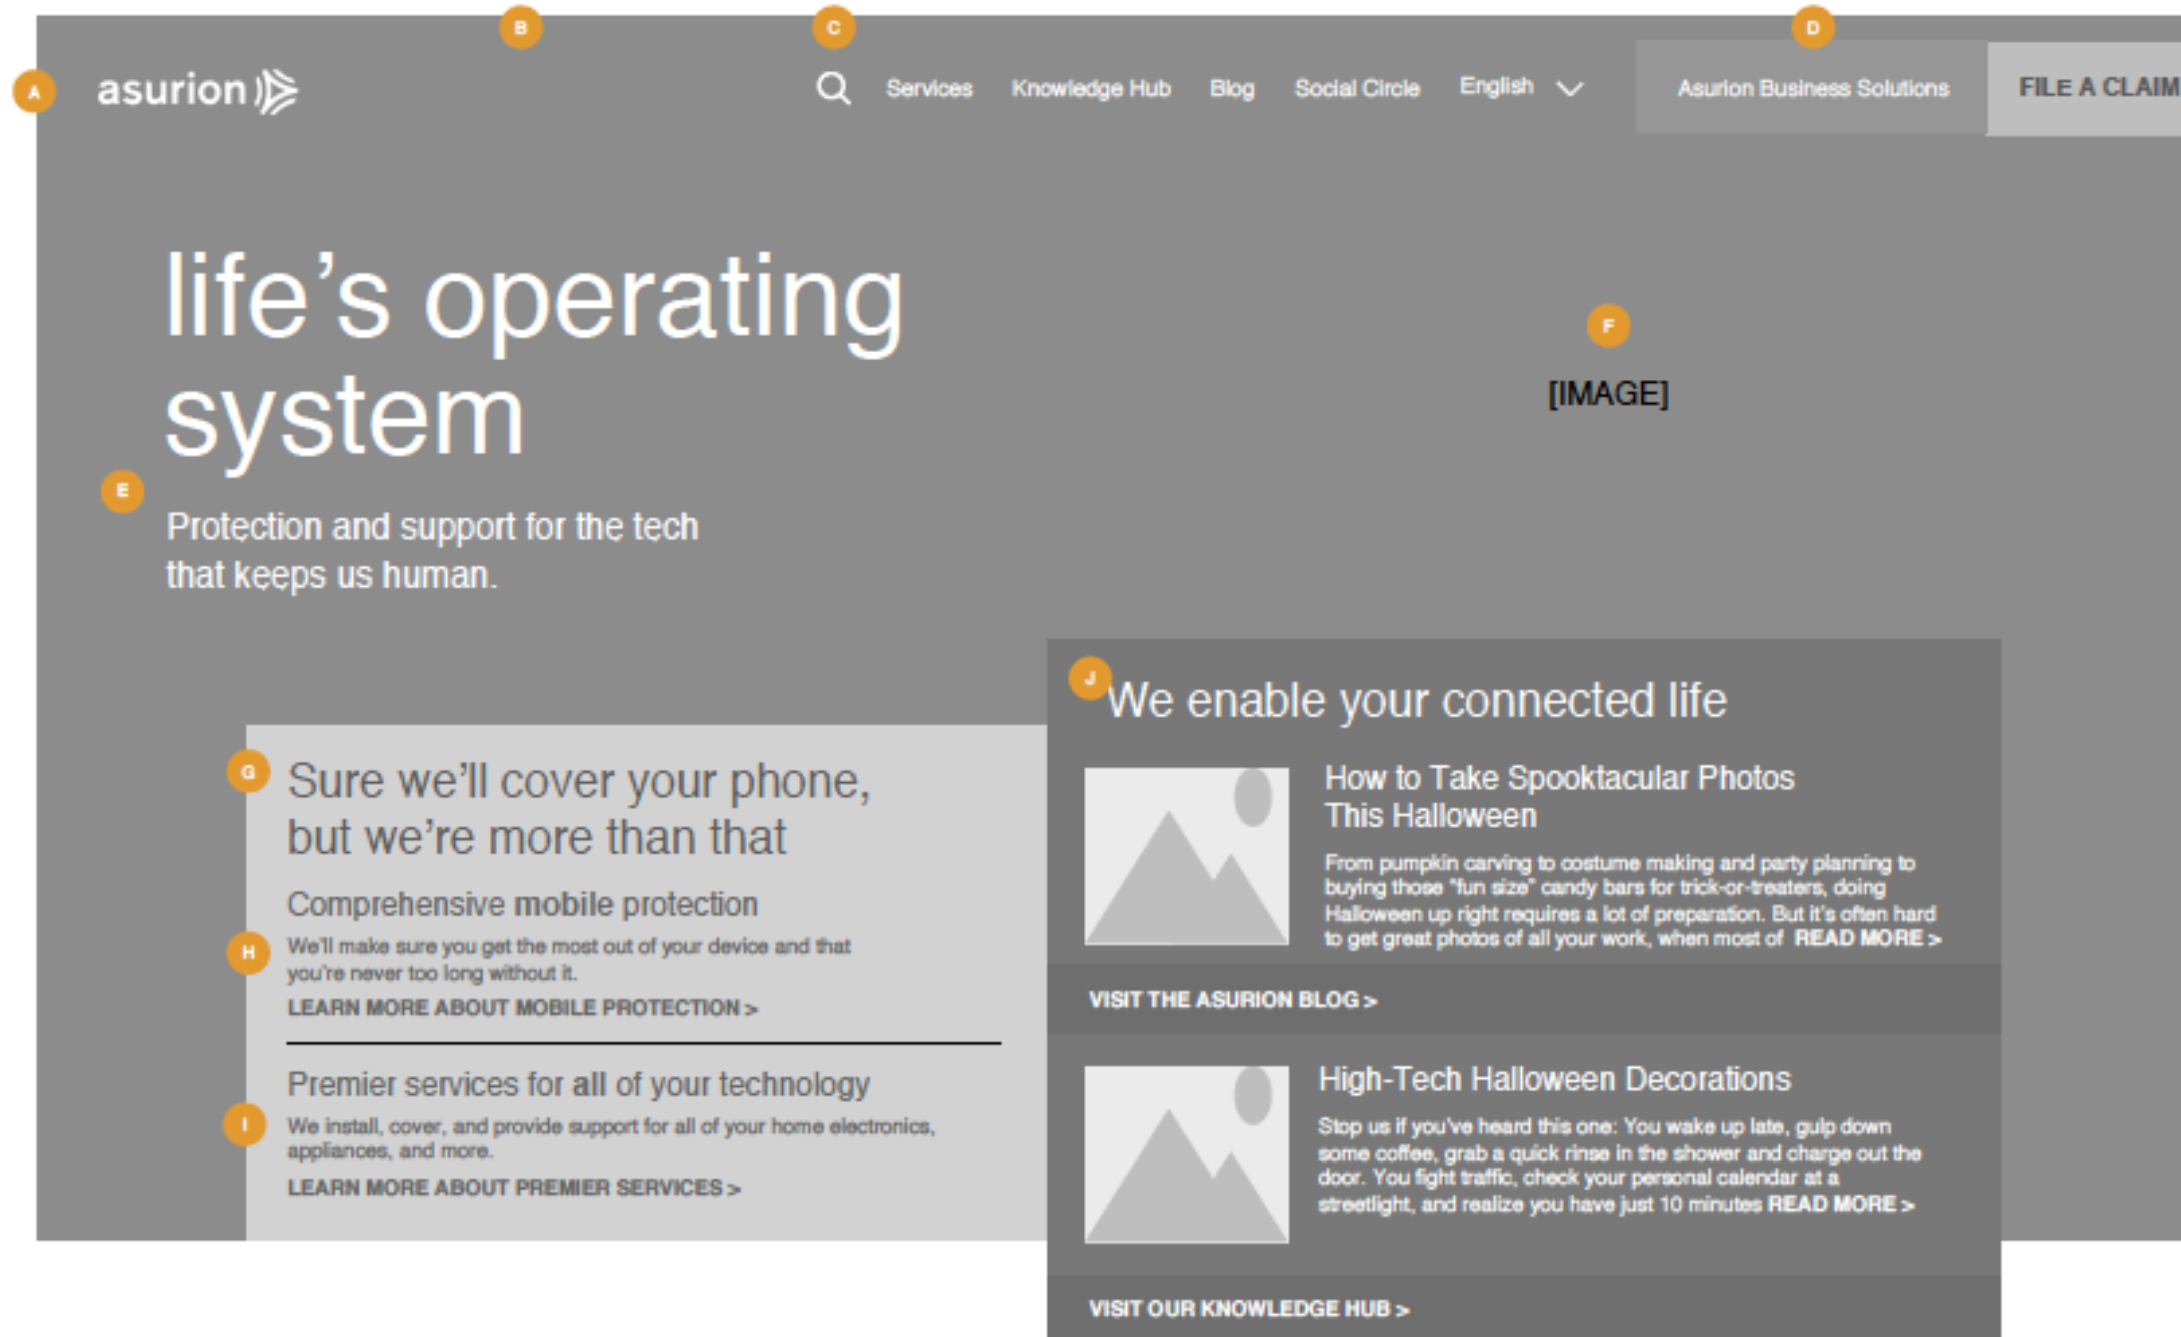 B
C
D
A
asurion
Services
Knowledge Hub
Blog
Social Circle
English
Asurion Business Solutions
FILE A CLAIM
life’s operating
system
F
[IMAGE]
E
Protection and support for the tech
that keeps us human.
G
Sure we’ll cover your phone,
but we’re more than that
Comprehensive mobile protection
H
We’ll make sure you get the most out of your device and that
you’re never too long without it.
LEARN MORE ABOUT MOBILE PROTECTION >
Premier services for all of your technology
I
We install, cover, and provide support for all of your home electronics,
appliances, and more.
LEARN MORE ABOUT PREMIER SERVICES >
J
We enable your connected life
How to Take Spooktacular Photos
This Halloween
From pumpkin carving to costume making and party planning to
buying those “fun size” candy bars for trick-or-treaters, doing
Halloween up right requires a lot of preparation. But it’s often hard
to get great photos of all your work, when most of READ MORE >
VISIT THE ASURION BLOG >
High-Tech Halloween Decorations
Stop us if you’ve heard this one: You wake up late, gulp down
some coffee, grab a quick rinse in the shower and charge out the
door. You fight traffic, check your personal calendar at a
streetlight, and realize you have just 10 minutes READ MORE >
VISIT OUR KNOWLEDGE HUB >